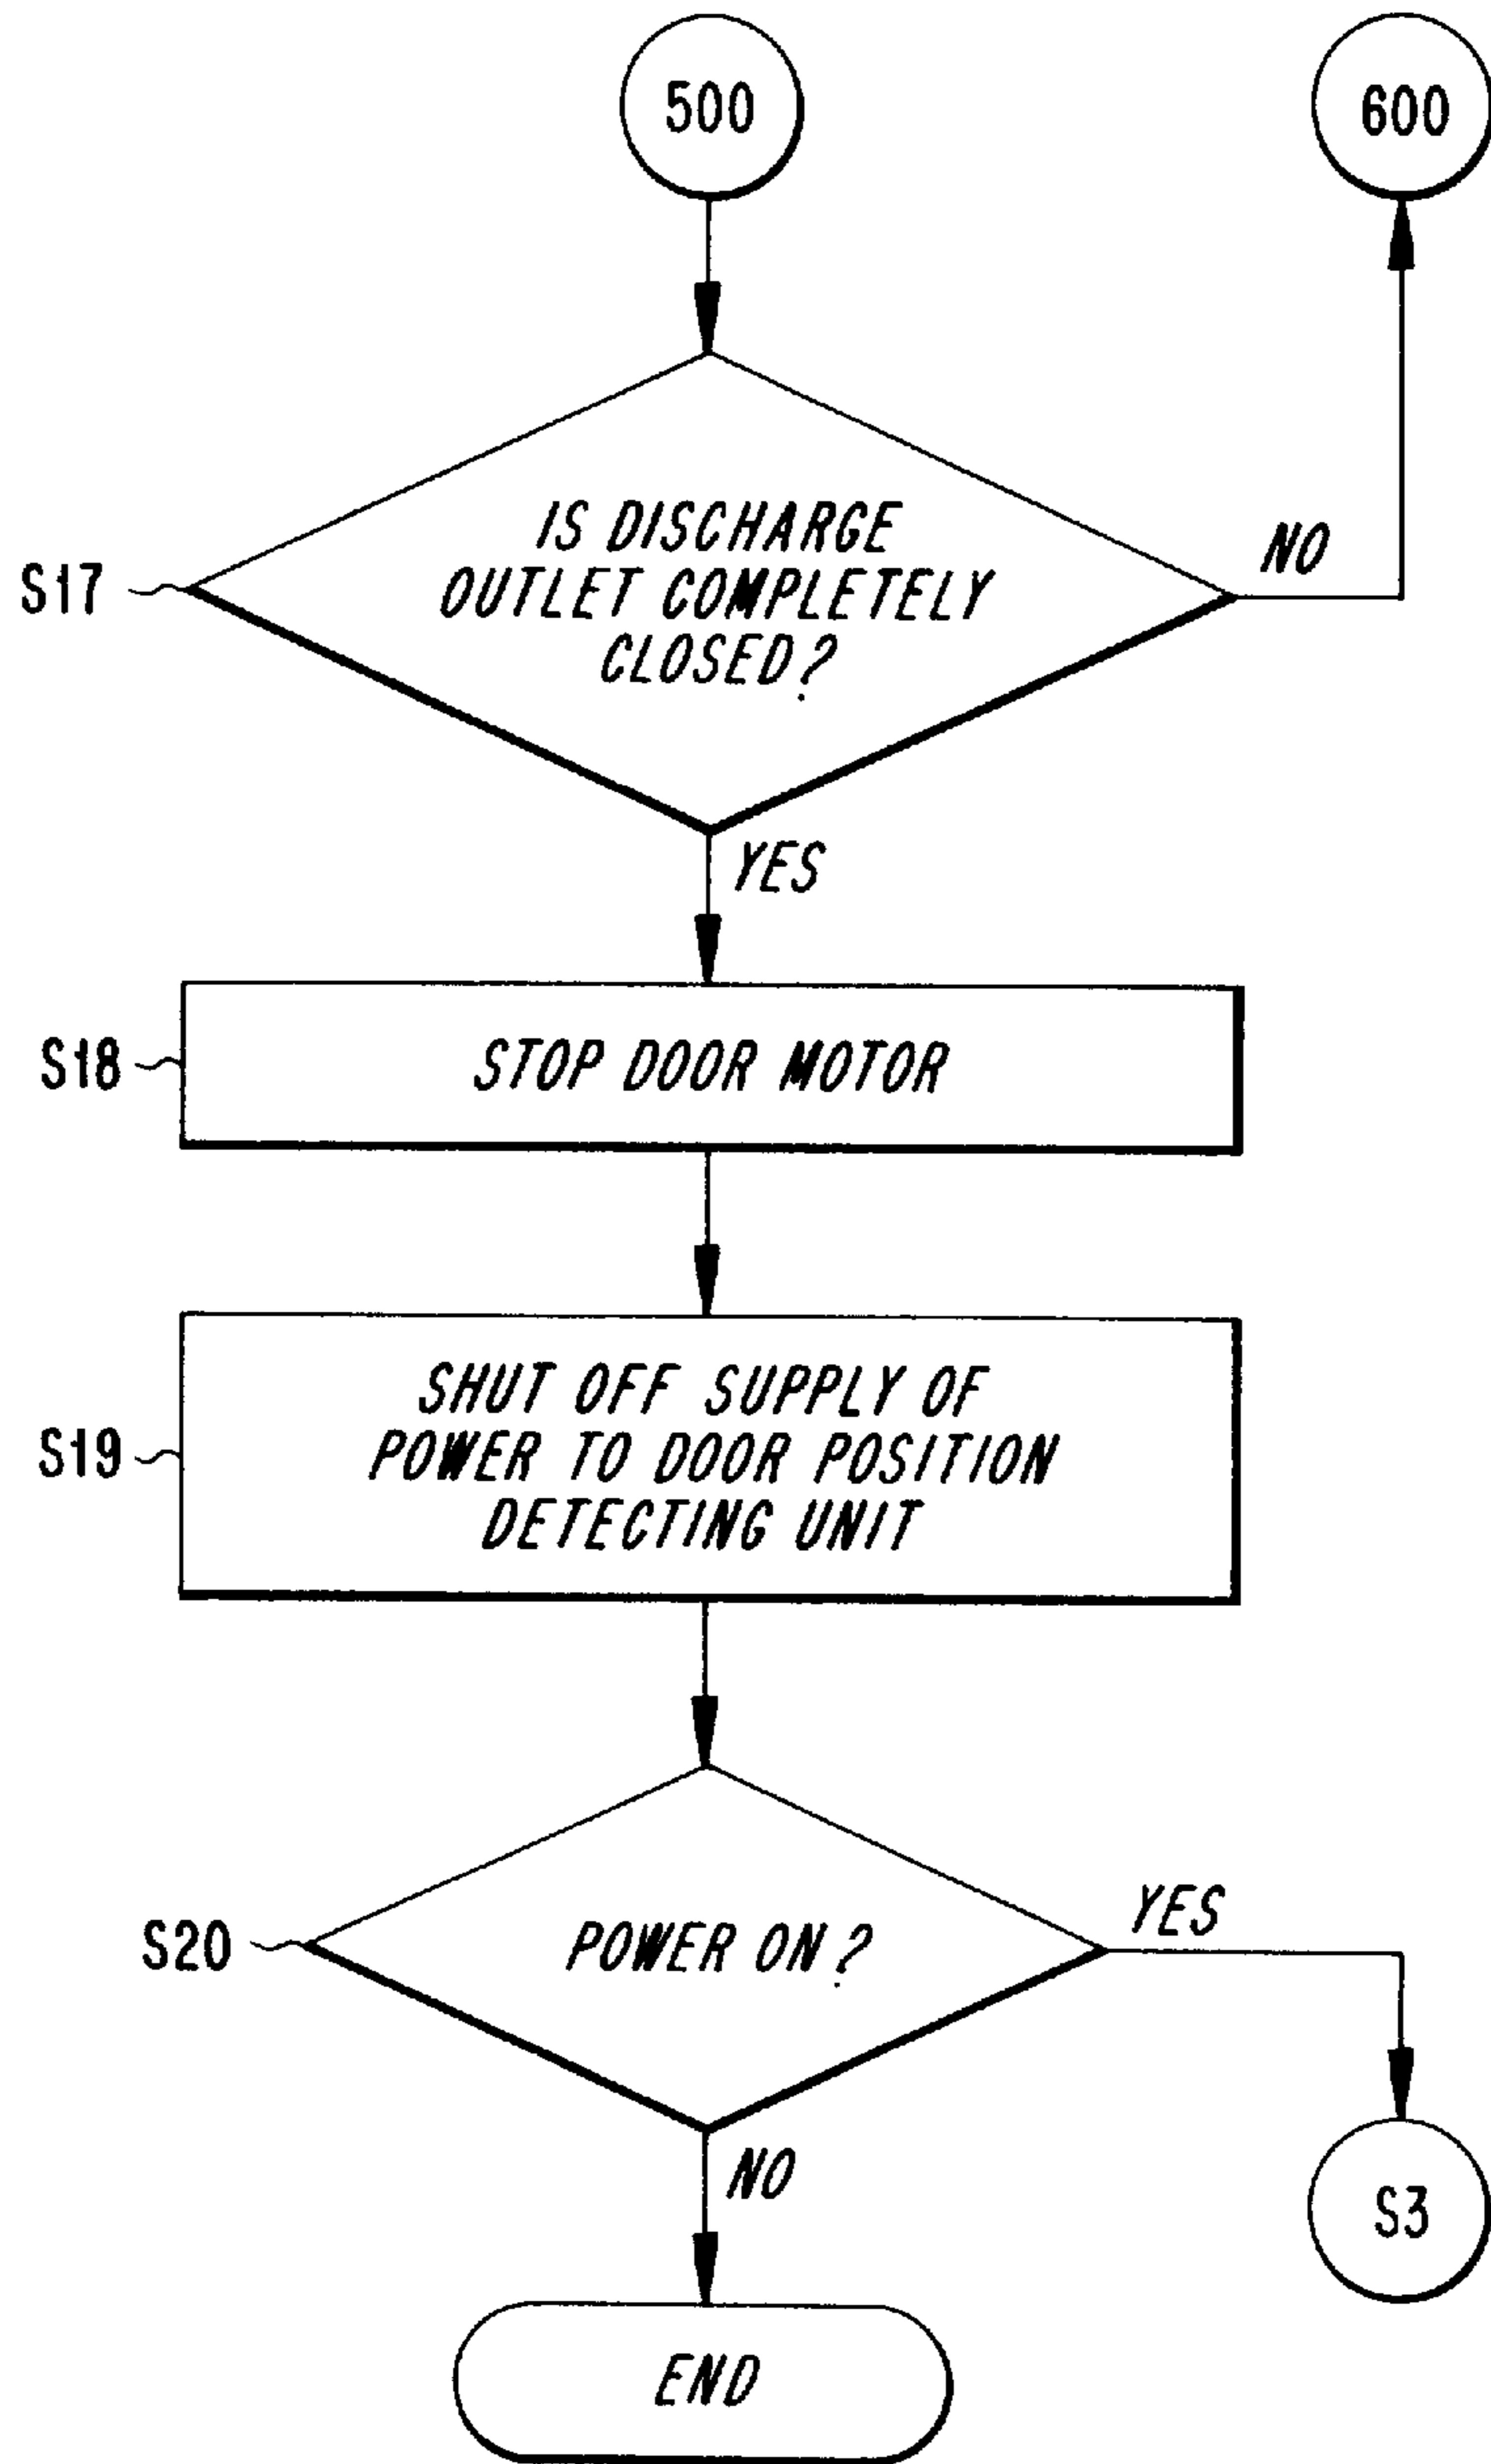 500
600
IS DISCHARGE
OUTLET COMPLETELY
CLOSED?
NO
S17
YES
S18
STOP DOOR MOTOR
SHUT OFF SUPPLY OF
POWER TO DOOR POSITION
DETECTING UNIT
S19
YES
S20
POWER ON?
NO
S3
END